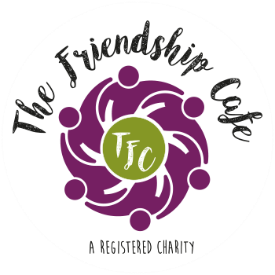 The Friendship Cafe
TFC
A REGISTERED CHARITY